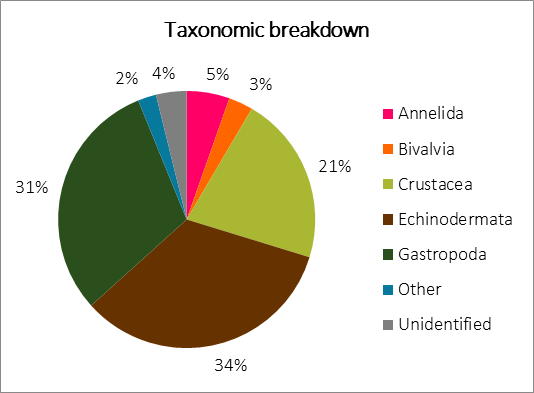 Taxonomic breakdown
4%
5%
2%
3%
21%
31%
34%
Annelida
Bivalvia
Crustacea
Echinodermata
Gastropoda
Other
Unidentified